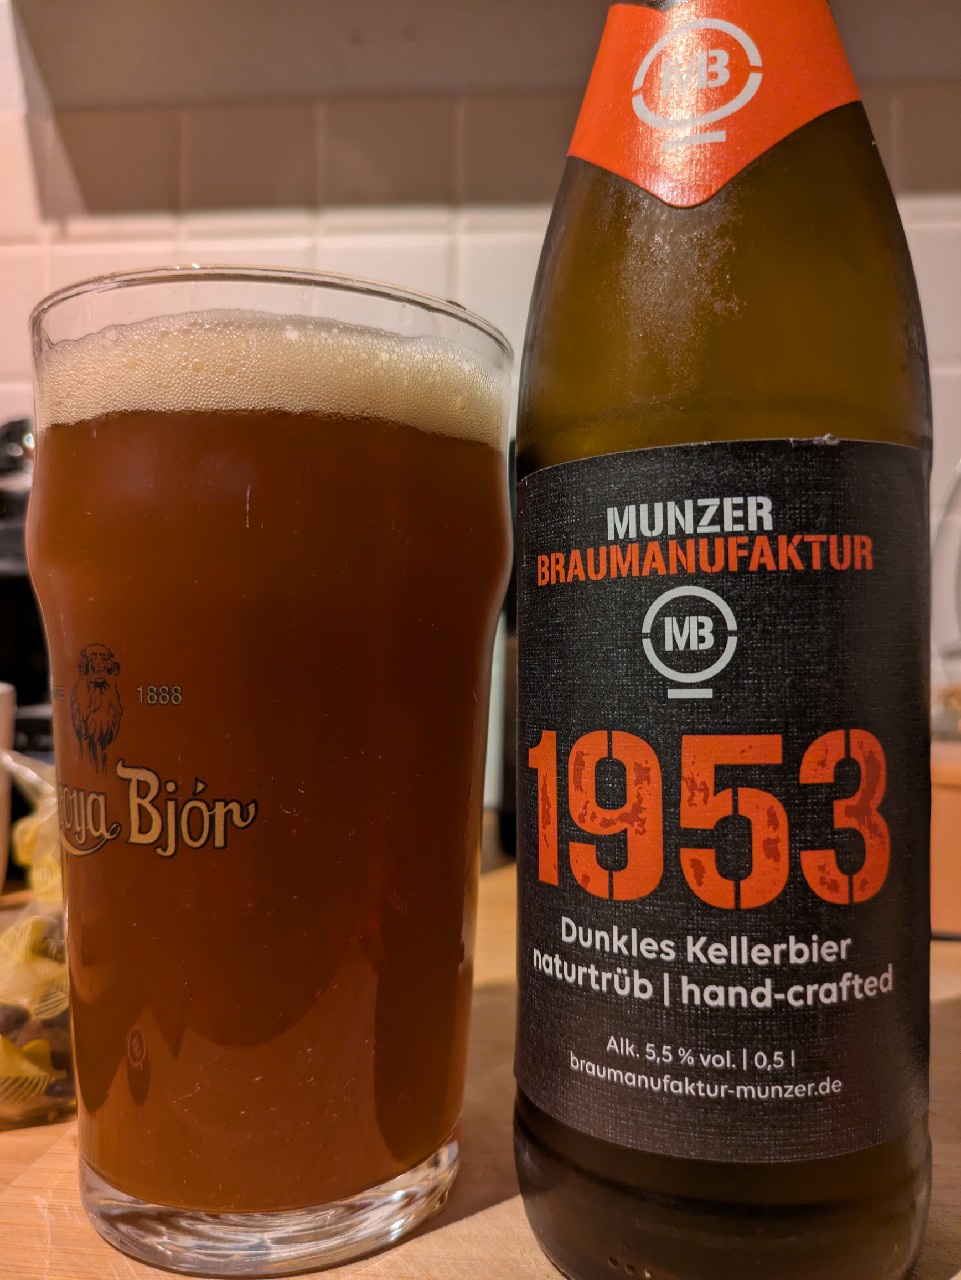 MB
MUNZER
BRAUMANUFAKTUR
MB
1953
Dunkles Kellerbier
naturtrüb | hand-crafted
Alk. 5,5 % vol. | 0,5 l
braumanufaktur-munzer.de
1888
Bjór